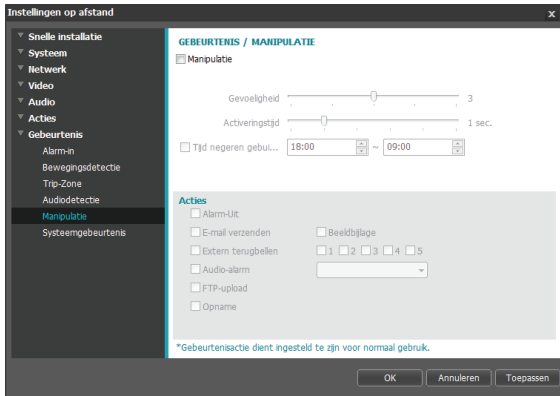 Instellingen op afstand x
Snelle installatie
Systeem
Netwerk
Video
Audio
Acties
Gebeurtenis
Alarm-in
Bewegingsdetectie
Trip-Zone
Audiodetectie
Manipulatie
Systeemgebeurtenis
GEBEURTENIS / MANIPULATIE
Manipulatie
Gevoeligheid 3
Activeringstijd 1 sec.
Tijd negeren gebui... 18:00 ~ 09:00
Acties
Alarm-Uit
E-mail verzenden Beeldbijlage
Extern terugbellen 1 2 3 4 5
Audio-alarm
FTP-upload
Opname
*Gebeurtenisactie dient ingesteld te zijn voor normaal gebruik.
OK Annuleren Toepassen